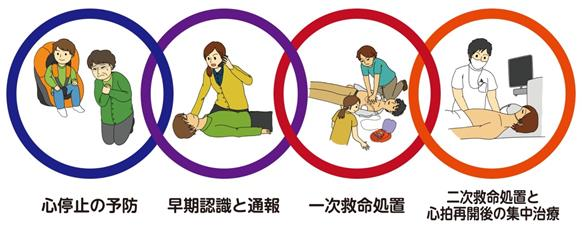 心停止の予防
早期認識と通報
一次救命処置
二次救命処置と
心拍再開後の集中治療